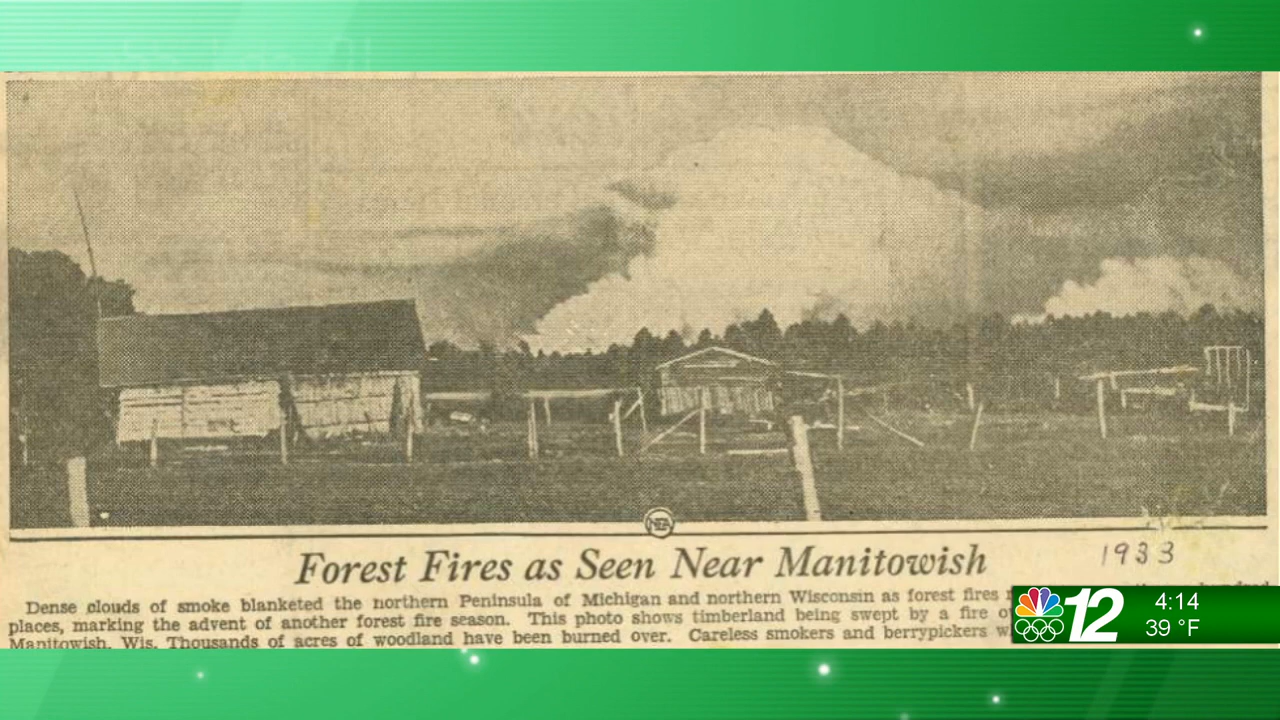 NEA
Forest Fires as Seen Near Manitowish
1933
Dense clouds of smoke blanketed the northern Peninsula of Michigan and northern Wisconsin as forest fires
places, marking the advent of another forest fire season. This photo shows timberland being swept by a fire
Manitowish, Wis. Thousands of acres of woodland have been burned over. Careless smokers and berrypickers
12
4:14
39 °F